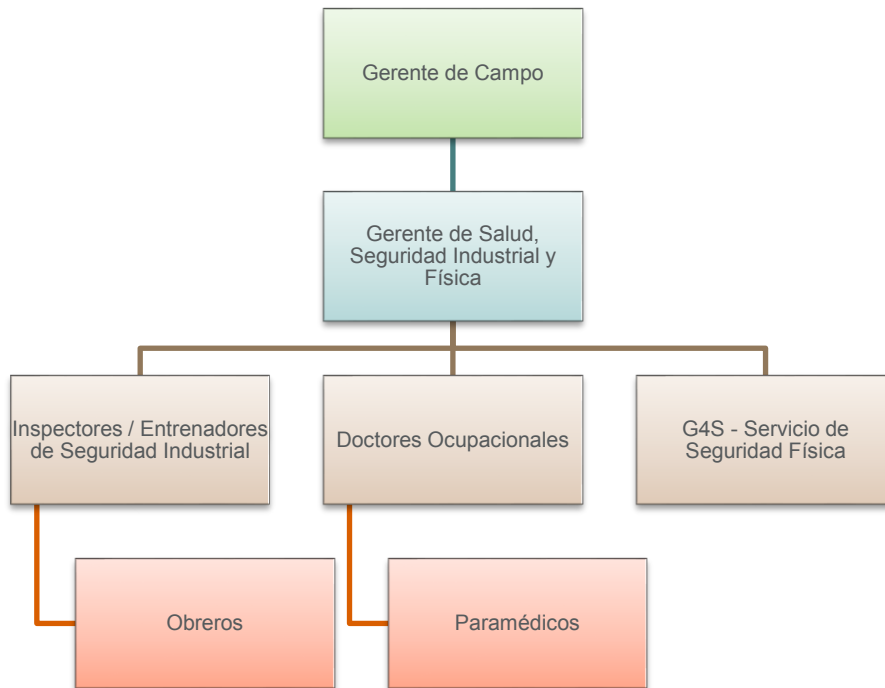 Gerente de Campo
Gerente de Salud,
Seguridad Industrial y
Física
Inspectores / Entrenadores
de Seguridad Industrial
Doctores Ocupacionales
G4S - Servicio de
Seguridad Física
Obreros
Paramédicos